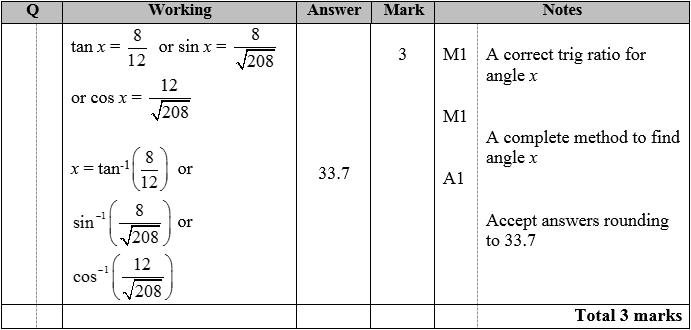 Q Working Answer Mark Notes
tan x = 8/12 or sin x = 8/√208 3 M1 A correct trig ratio for
angle x
or cos x = 12/√208
M1 A complete method to find
angle x
x = tan⁻¹(8/12) or 33.7 A1
sin⁻¹(8/√208) or Accept answers rounding
to 33.7
cos⁻¹(12/√208)
Total 3 marks